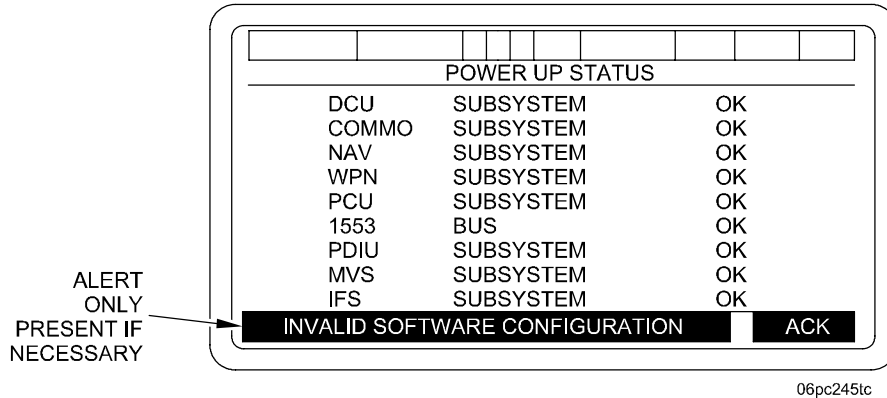 POWER UP STATUS
DCU SUBSYSTEM OK
COMMO SUBSYSTEM OK
NAV SUBSYSTEM OK
WPN SUBSYSTEM OK
PCU SUBSYSTEM OK
1553 BUS OK
PDIU SUBSYSTEM OK
MVS SUBSYSTEM OK
IFS SUBSYSTEM OK
INVALID SOFTWARE CONFIGURATION ACK
ALERT
ONLY
PRESENT IF
NECESSARY
06pc245tc